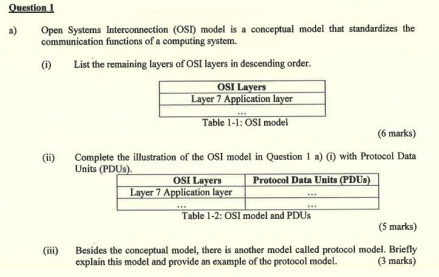 Question 1
a) Open Systems Interconnection (OSI) model is a conceptual model that standardizes the
communication functions of a computing system.
(i) List the remaining layers of OSI layers in descending order.
OSI Layers
Layer 7 Application layer
...
Table 1-1: OSI model
(6 marks)
(ii) Complete the illustration of the OSI model in Question 1 a) (i) with Protocol Data
Units (PDUs).
OSI Layers Protocol Data Units (PDUs)
Layer 7 Application layer ...
... ...
Table 1-2: OSI model and PDUs
(5 marks)
(iii) Besides the conceptual model, there is another model called protocol model. Briefly
explain this model and provide an example of the protocol model. (3 marks)